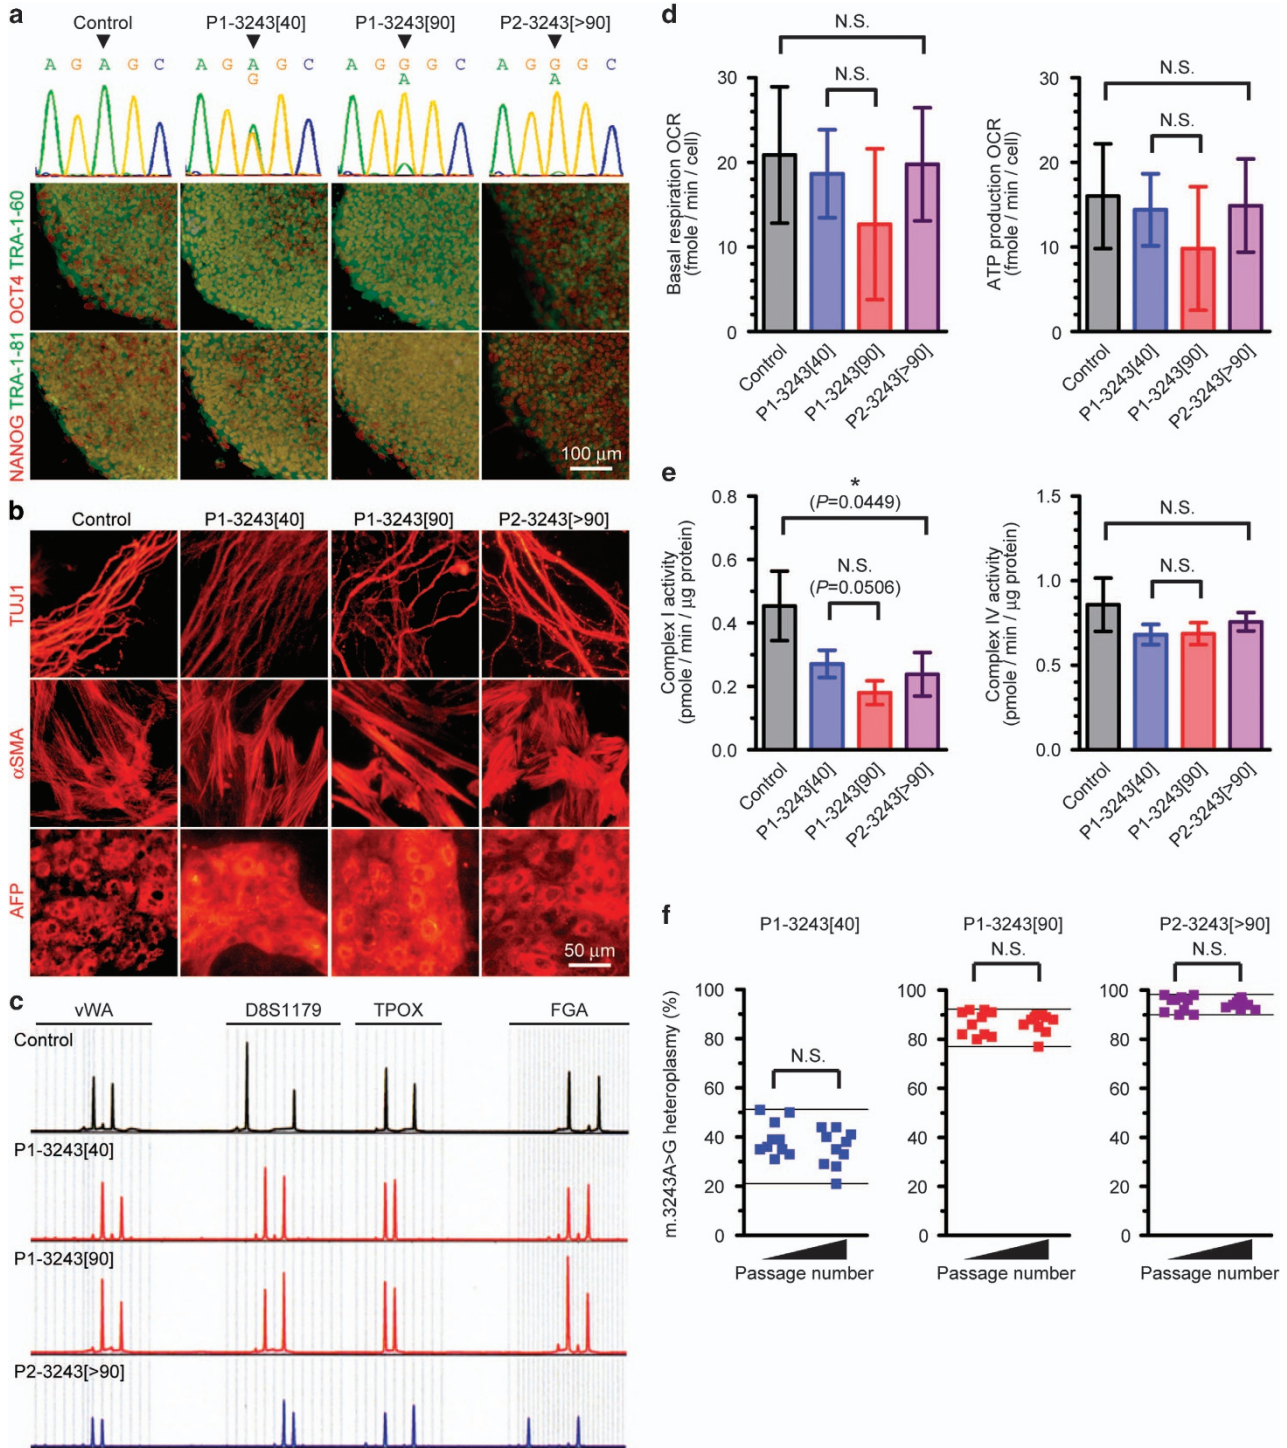 a
Control P1-3243[40] P1-3243[90] P2-3243[>90]
A G A G C A G A G C A G G G C A G G G C
G A A
OCT4 TRA-1-60
NANOG TRA-1-81
100 µm
b
Control P1-3243[40] P1-3243[90] P2-3243[>90]
TUJ1
αSMA
AFP
50 µm
c
vWA D8S1179 TPOX FGA
Control
P1-3243[40]
P1-3243[90]
P2-3243[>90]
d
N.S.
N.S.
30
20
10
0
Basal respiration OCR
(fmole / min / cell)
Control
P1-3243[40]
P1-3243[90]
P2-3243[>90]
N.S.
N.S.
30
20
10
0
ATP production OCR
(fmole / min / cell)
Control
P1-3243[40]
P1-3243[90]
P2-3243[>90]
e
*
(P=0.0449)
N.S.
(P=0.0506)
0.8
0.6
0.4
0.2
0.0
Complex I activity
(pmole / min / µg protein)
Control
P1-3243[40]
P1-3243[90]
P2-3243[>90]
N.S.
N.S.
1.5
1.0
0.5
0.0
Complex IV activity
(pmole / min / µg protein)
Control
P1-3243[40]
P1-3243[90]
P2-3243[>90]
f
P1-3243[40]
N.S.
100
80
60
40
20
0
m.3243A>G heteroplasmy (%)
Passage number
P1-3243[90]
N.S.
100
80
60
40
20
0
Passage number
P2-3243[>90]
N.S.
100
80
60
40
20
0
Passage number